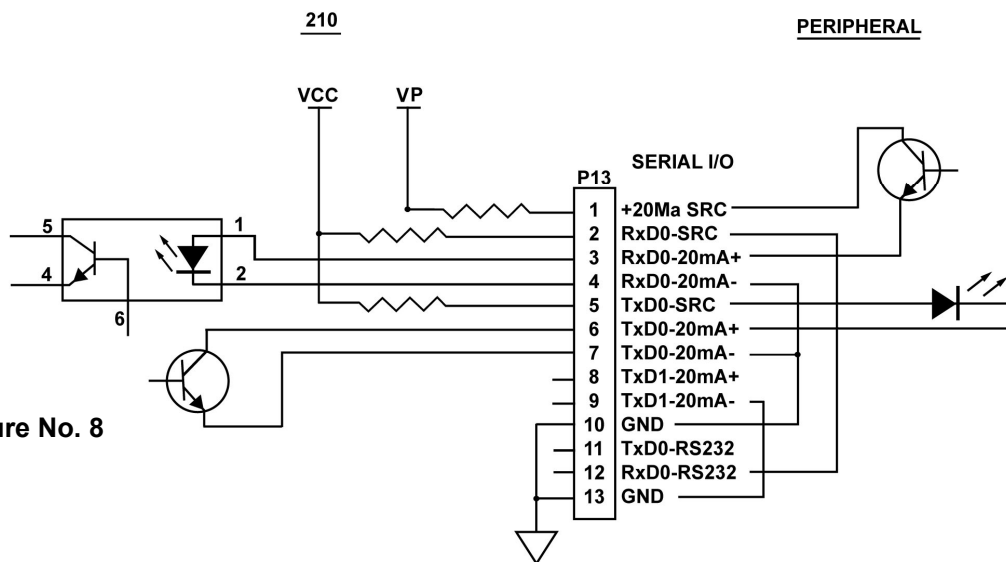 210
PERIPHERAL
VCC
VP
SERIAL I/O
P13
1 +20Ma SRC
2 RxD0-SRC
3 RxD0-20mA+
4 RxD0-20mA-
5 TxD0-SRC
6 TxD0-20mA+
7 TxD0-20mA-
8 TxD1-20mA+
9 TxD1-20mA-
10 GND
11 TxD0-RS232
12 RxD0-RS232
13 GND
5
4
6
1
2
ure No. 8